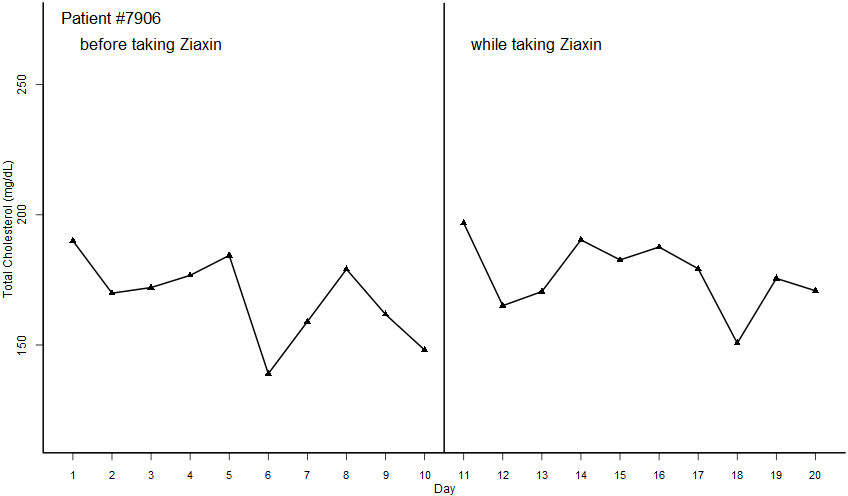 Patient #7906
before taking Ziaxin
while taking Ziaxin
Total Cholesterol (mg/dL)
250
200
150
1 2 3 4 5 6 7 8 9 10 11 12 13 14 15 16 17 18 19 20
Day